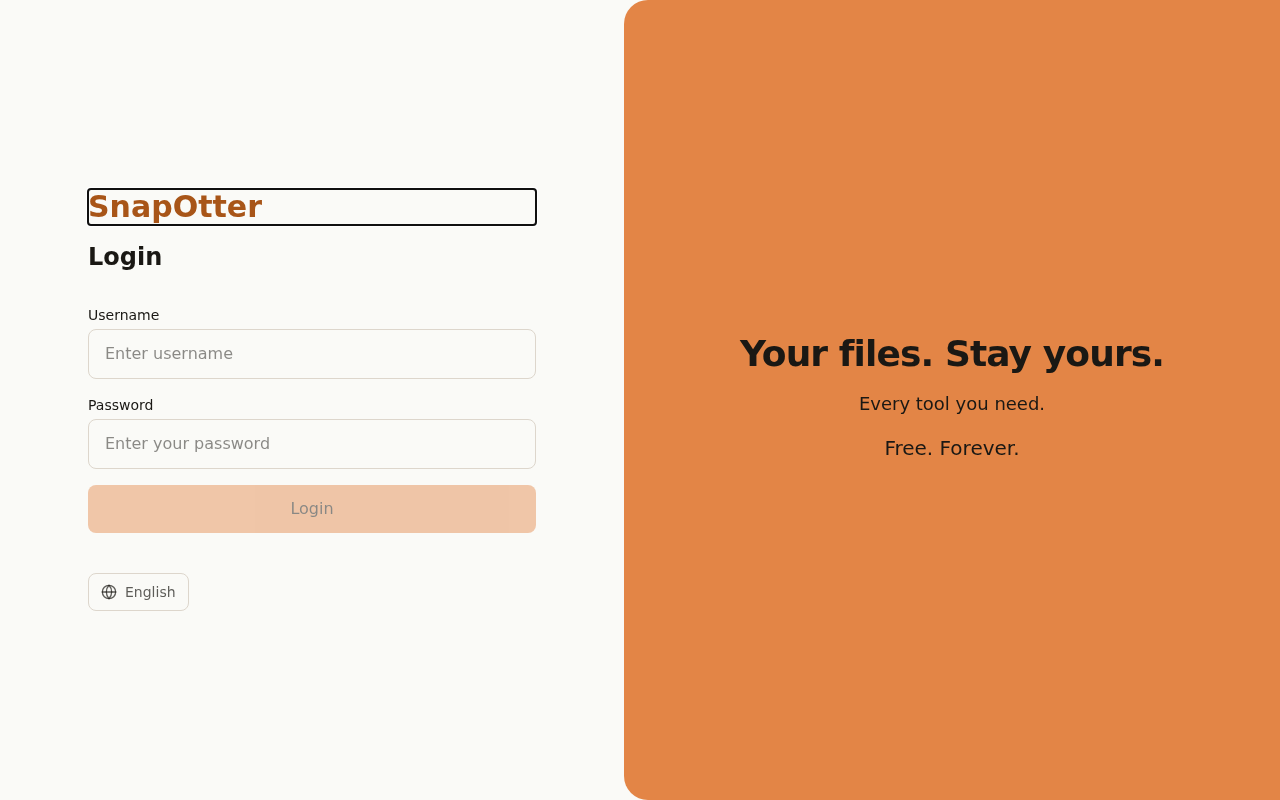 SnapOtter
Login
Username
Enter username
Password
Enter your password
Login
English
Your files. Stay yours.
Every tool you need.
Free. Forever.